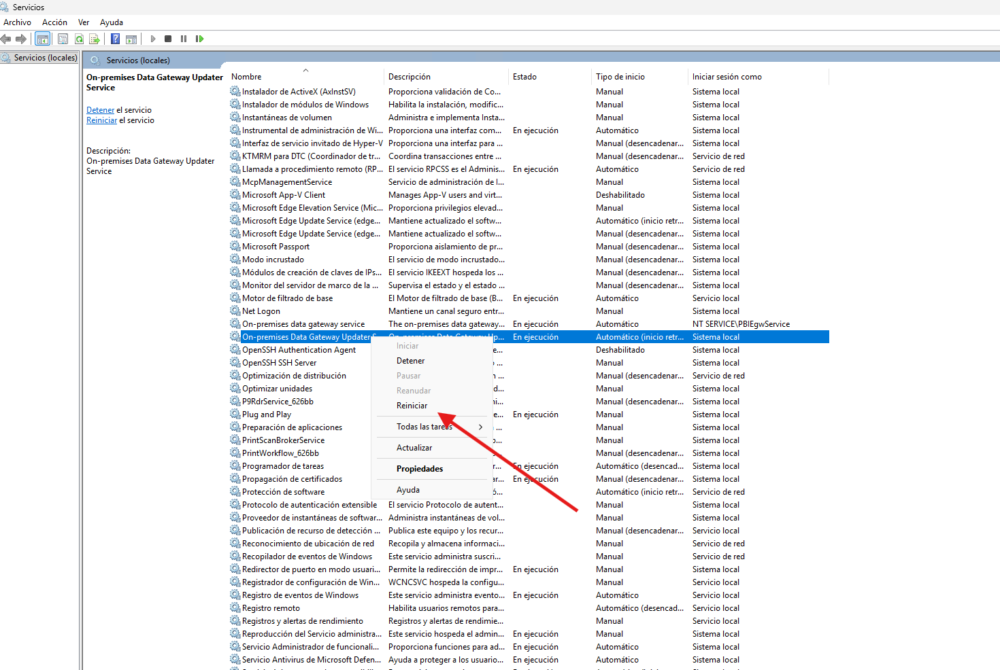 Servicios
Archivo Acción Ver Ayuda
Servicios (locales)
Servicios (locales)
On-premises Data Gateway Updater
Service
Detener el servicio
Reiniciar el servicio
Descripción:
On-premises Data Gateway Updater
Service
Nombre Descripción Estado Tipo de inicio Iniciar sesión como
Instalador de ActiveX (AxInstSV) Proporciona validación de Co... Manual Sistema local
Instalador de módulos de Windows Habilita la instalación, modific... Manual Sistema local
Instantáneas de volumen Administra e implementa Insta... Manual Sistema local
Instrumental de administración de Wi... Proporciona una interfaz com... En ejecución Automático Sistema local
Interfaz de servicio invitado de Hyper-V Proporciona una interfaz para ... Manual (desencadenar... Sistema local
KTMRM para DTC (Coordinador de tr... Coordina transacciones entre ... Manual (desencadenar... Servicio de red
Llamada a procedimiento remoto (RP... El servicio RPCSS es el Adminis... En ejecución Automático Servicio de red
McpManagementService Servicio de administración de l... Manual Sistema local
Microsoft App-V Client Manages App-V users and virt... Deshabilitado Sistema local
Microsoft Edge Elevation Service (Mic... Proporciona privilegios elevad... Manual Sistema local
Microsoft Edge Update Service (edge... Mantiene actualizado el softw... Automático (inicio retr... Sistema local
Microsoft Edge Update Service (edge... Mantiene actualizado el softw... Manual (desencadenar... Sistema local
Microsoft Passport Proporciona aislamiento de pr... Manual (desencadenar... Sistema local
Modo incrustado El servicio de modo incrustado... Manual (desencadenar... Sistema local
Módulos de creación de claves de IPs... El servicio IKEEXT hospeda los ... Manual (desencadenar... Sistema local
Monitor del servidor de marco de la ... Supervisa el estado y el estado ... Manual (desencadenar... Sistema local
Motor de filtrado de base El Motor de filtrado de base (B... En ejecución Automático Servicio local
Net Logon Mantiene un canal seguro entr... Manual Sistema local
On-premises data gateway service The on-premises data gateway... En ejecución Automático NT SERVICE\PBIEgwService
On-premises Data Gateway Updater S... On-premises Data Gateway Up... En ejecución Automático (inicio retr... Sistema local
OpenSSH Authentication Agent e... Deshabilitado Sistema local
OpenSSH SSH Server ... Manual Sistema local
Optimización de distribución n ... Manual (desencadenar... Servicio de red
Optimizar unidades d... Manual Sistema local
P9RdrService_626bb ni... Manual (desencadenar... Sistema local
Plug and Play e... En ejecución Manual Sistema local
Preparación de aplicaciones ... Manual Sistema local
PrintScanBrokerService o... Manual Sistema local
PrintWorkflow_626bb o... Manual (desencadenar... Sistema local
Programador de tareas r... En ejecución Automático (desencad... Sistema local
Propagación de certificados ar... En ejecución Manual (desencadenar... Sistema local
Protección de software ó... Automático (inicio retr... Servicio de red
Iniciar
Detener
Pausar
Reanudar
Reiniciar
Todas las tareas
Actualizar
Propiedades
Ayuda
Protocolo de autenticación extensible El servicio Protocolo de autent... Manual Sistema local
Proveedor de instantáneas de softwar... Administra instantáneas de vol... Manual Sistema local
Publicación de recurso de detección ... Publica este equipo y los recur... Manual (desencadenar... Servicio local
Reconocimiento de ubicación de red Recopila y almacena informaci... Manual Servicio de red
Recopilador de eventos de Windows Este servicio administra suscri... Manual Servicio de red
Redirector de puerto en modo usuari... Permite la redirección de impr... En ejecución Manual Sistema local
Registrador de configuración de Win... WCNCSVC hospeda la configu... Manual Servicio local
Registro de eventos de Windows Este servicio administra evento... En ejecución Automático Servicio local
Registro remoto Habilita usuarios remotos para... Automático (desencad... Servicio local
Registros y alertas de rendimiento Registros y alertas de rendimie... Manual Servicio local
Reproducción del Servicio administra... Este servicio hospeda el admin... En ejecución Manual Sistema local
Servicio Administrador de funcionali... Proporciona funciones para ad... En ejecución Automático Sistema local
Servicio Antivirus de Microsoft Defen... Ayuda a proteger a los usuario... En ejecución Automático Sistema local